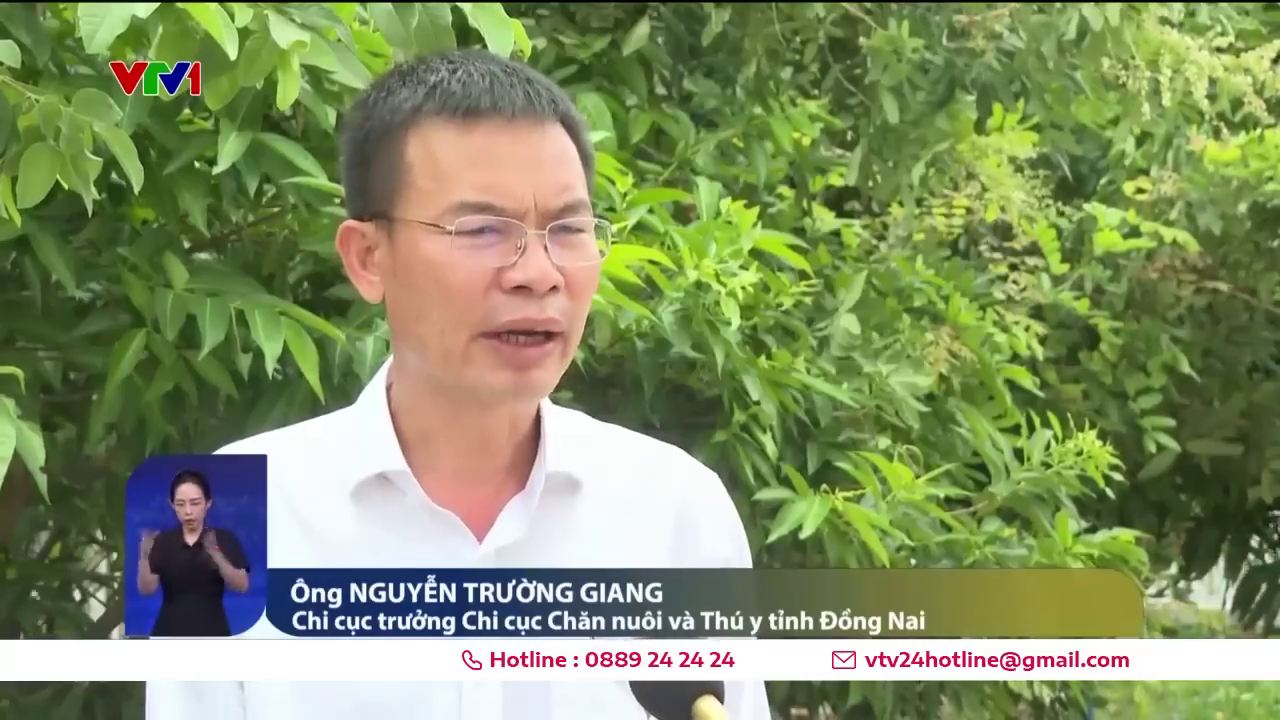 VTV1
Ông NGUYỄN TRƯỜNG GIANG
Chi cục trưởng Chi cục Chăn nuôi và Thú y tỉnh Đồng Nai
Hotline : 0889 24 24 24
vtv24hotline@gmail.com